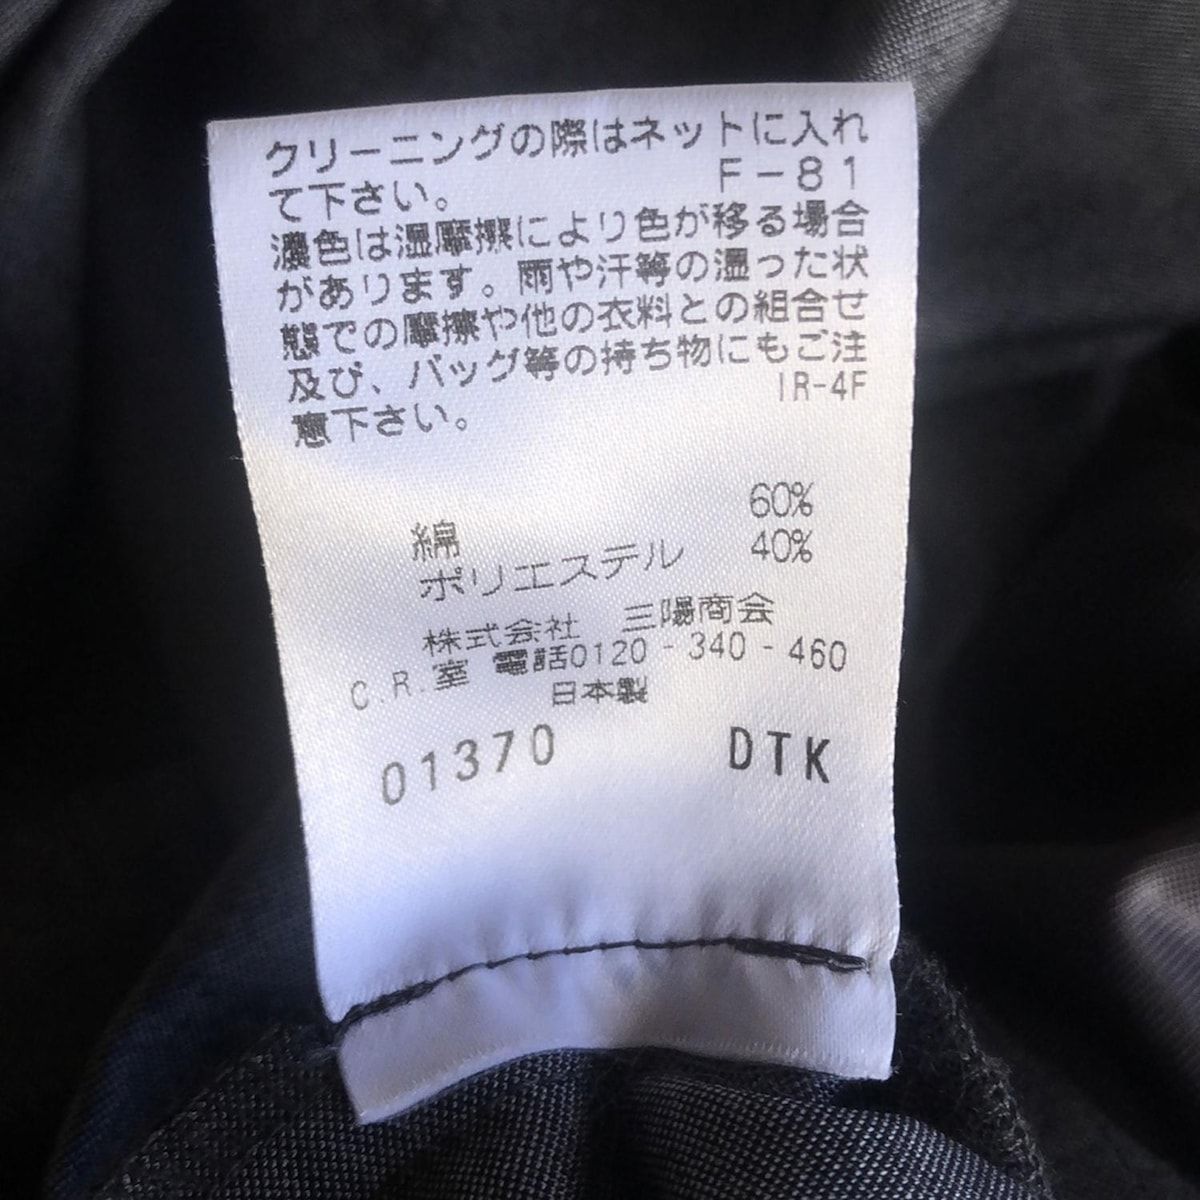 クリーニングの際はネットに入れ
て下さい。 F-81
濃色は湿摩擦により色が移る場合
があります。雨や汗等の湿った状
態での摩擦や他の衣料との組合せ
及び、バッグ等の持ち物にもご注
意下さい。 IR-4F
綿 60%
ポリエステル 40%
株式会社 三陽商会
C.R.室 電話0120-340-460
日本製
01370 DTK